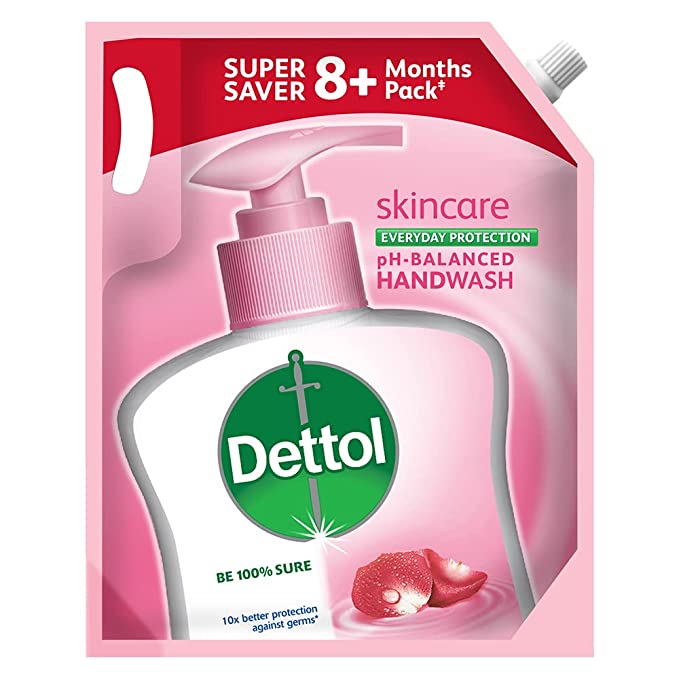 SUPER
SAVER
8+
Months
Pack‡
skincare
EVERYDAY PROTECTION
pH-BALANCED
HANDWASH
Dettol
BE 100% SURE
10x better protection
against germs*